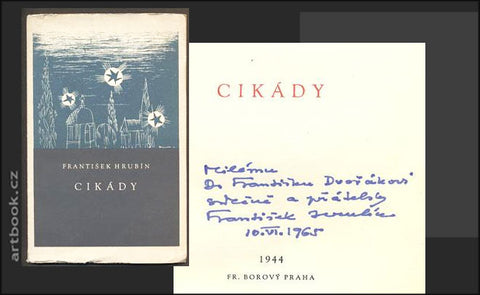 FRANTIŠEK HRUBÍN
CIKÁDY
CIKÁDY
Milému
Dr Františku Dvořákovi
srdečně a přátelsky
František Hrubín
10.VI.1965
1944
FR. BOROVÝ PRAHA
artbook.cz